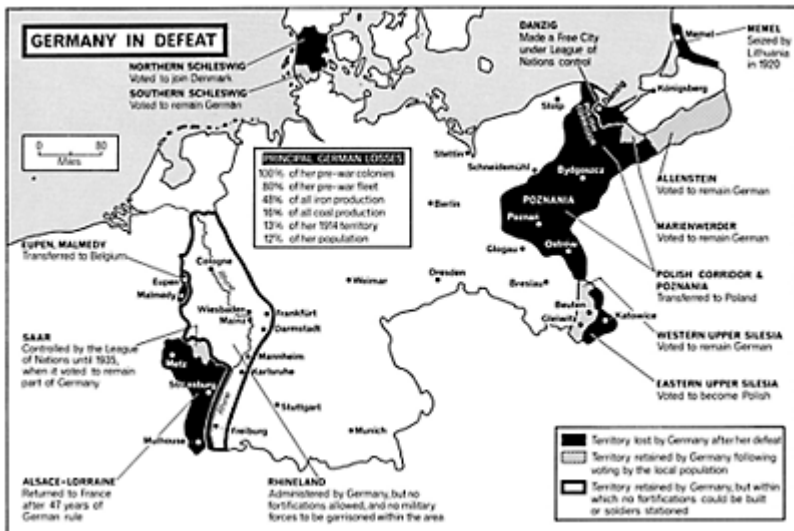 GERMANY IN DEFEAT
NORTHERN SCHLESWIG
Voted to join Denmark
SOUTHERN SCHLESWIG
Voted to remain German
DANZIG
Made a Free City
under League of
Nations control
MEMEL
Seized by
Lithuania
in 1920
Memel
Königsberg
Stolp
0 80
Miles
PRINCIPAL GERMAN LOSSES
100% of her pre-war colonies
80% of her pre-war fleet
48% of all iron production
16% of all coal production
13% of her 1914 territory
12% of her population
Stettin
Schneidemühl
Bydgoszcz
Berlin
POZNANIA
Poznań
Ostrów
Glogau
Breslau
ALLENSTEIN
Voted to remain German
MARIENWERDER
Voted to remain German
POLISH CORRIDOR &
POZNANIA
Transferred to Poland
EUPEN, MALMEDY
Transferred to Belgium
Eupen
Malmedy
Cologne
Weimar
Dresden
Wiesbaden
Mainz
Frankfürt
Darmstadt
Beuten
Gleiwitz
Katowice
WESTERN UPPER SILESIA
Voted to remain German
EASTERN UPPER SILESIA
Voted to become Polish
SAAR
Controlled by the League
of Nations until 1935,
when it voted to remain
part of Germany
Metz
Strasburg
Mannheim
Karlsruhe
Rhine
Stuttgart
Mulhouse
Freiburg
Munich
ALSACE-LORRAINE
Returned to France
after 47 years of
German rule
RHINELAND
Administered by Germany, but no
fortifications allowed, and no military
forces to be garrisoned within the area
Territory lost by Germany after her defeat
Territory retained by Germany following
voting by the local population
Territory retained by Germany, but within
which no fortifications could be built
or soldiers stationed